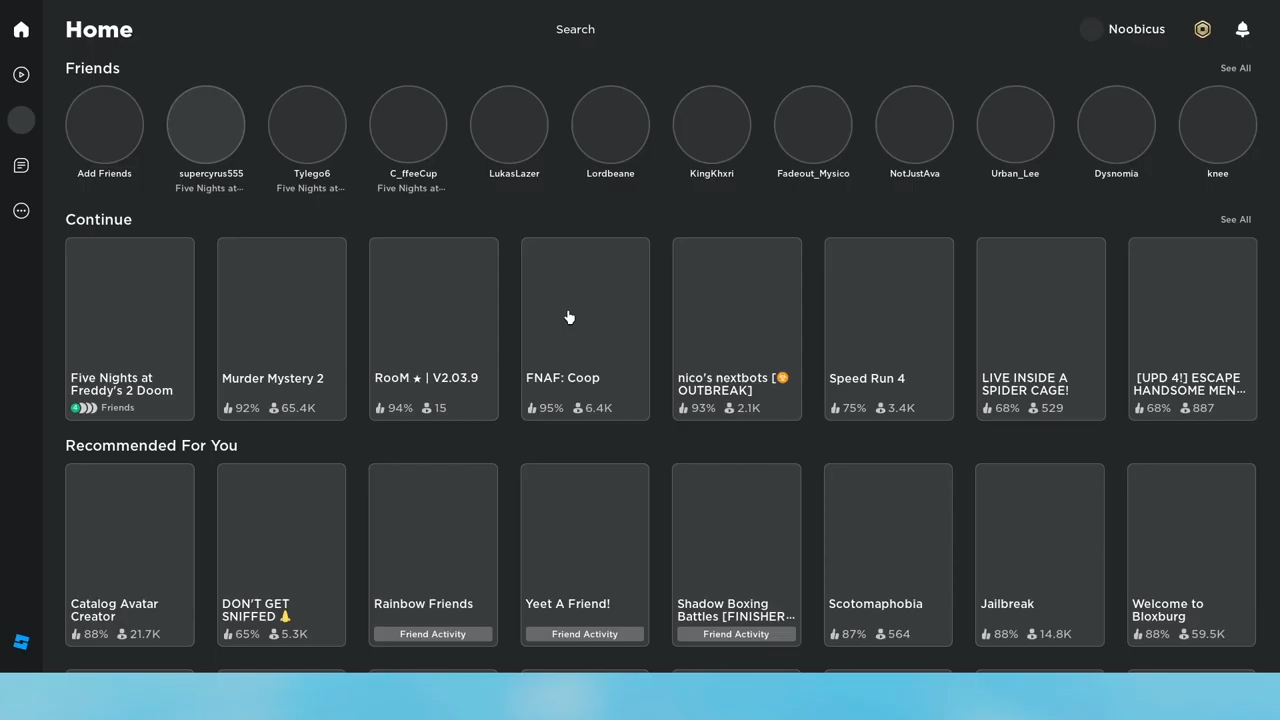 Home
Search
Noobicus
Friends
See All
Add Friends
supercyrus555
Five Nights at...
Tylego6
Five Nights at...
C_ffeeCup
Five Nights at...
LukasLazer
Lordbeane
KingKhxri
Fadeout_Mysico
NotJustAva
Urban_Lee
Dysnomia
knee
Continue
See All
Five Nights at
Freddy's 2 Doom
4 Friends
Murder Mystery 2
92% 65.4K
RooM ★ | V2.03.9
94% 15
FNAF: Coop
95% 6.4K
nico's nextbots [
OUTBREAK]
93% 2.1K
Speed Run 4
75% 3.4K
LIVE INSIDE A
SPIDER CAGE!
68% 529
[UPD 4!] ESCAPE
HANDSOME MEN...
68% 887
Recommended For You
Catalog Avatar
Creator
88% 21.7K
DON'T GET
SNIFFED 👃
65% 5.3K
Rainbow Friends
Friend Activity
Yeet A Friend!
Friend Activity
Shadow Boxing
Battles [FINISHER...
Friend Activity
Scotomaphobia
87% 564
Jailbreak
88% 14.8K
Welcome to
Bloxburg
88% 59.5K